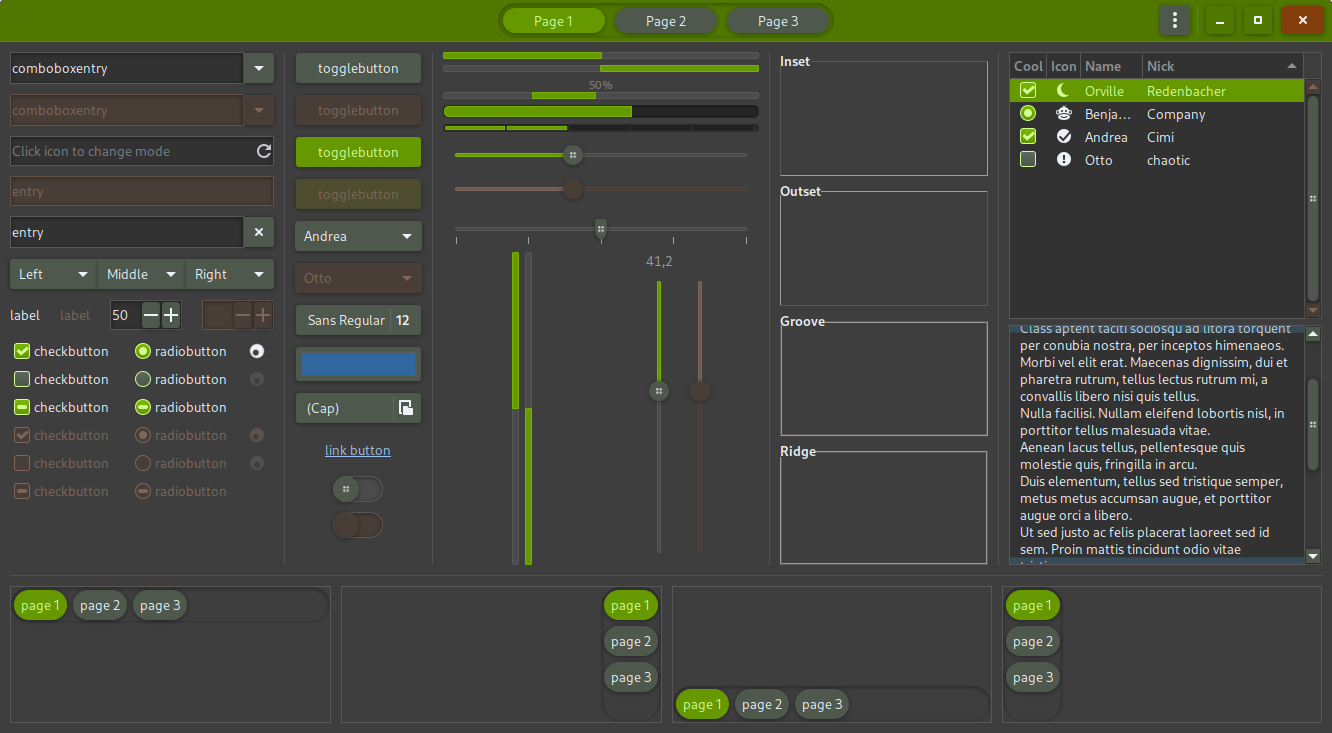 Page 1
Page 2
Page 3
comboboxentry
comboboxentry
Click icon to change mode
entry
entry
Left
Middle
Right
label
label
50
checkbutton
radiobutton
checkbutton
radiobutton
checkbutton
radiobutton
checkbutton
radiobutton
checkbutton
radiobutton
checkbutton
radiobutton
togglebutton
togglebutton
togglebutton
togglebutton
Andrea
Otto
Sans Regular 12
(Cap)
link button
50%
41,2
Inset
Outset
Groove
Ridge
Cool Icon Name Nick
Orville Redenbacher
Benja... Company
Andrea Cimi
Otto chaotic
Class aptent taciti sociosqu ad litora torquent
per conubia nostra, per inceptos himenaeos.
Morbi vel elit erat. Maecenas dignissim, dui et
pharetra rutrum, tellus lectus rutrum mi, a
convallis libero nisi quis tellus.
Nulla facilisi. Nullam eleifend lobortis nisl, in
porttitor tellus malesuada vitae.
Aenean lacus tellus, pellentesque quis
molestie quis, fringilla in arcu.
Duis elementum, tellus sed tristique semper,
metus metus accumsan augue, et porttitor
augue orci a libero.
Ut sed justo ac felis placerat laoreet sed id
sem. Proin mattis tincidunt odio vitae
page 1
page 2
page 3
page 1
page 2
page 3
page 1
page 2
page 3
page 1
page 2
page 3